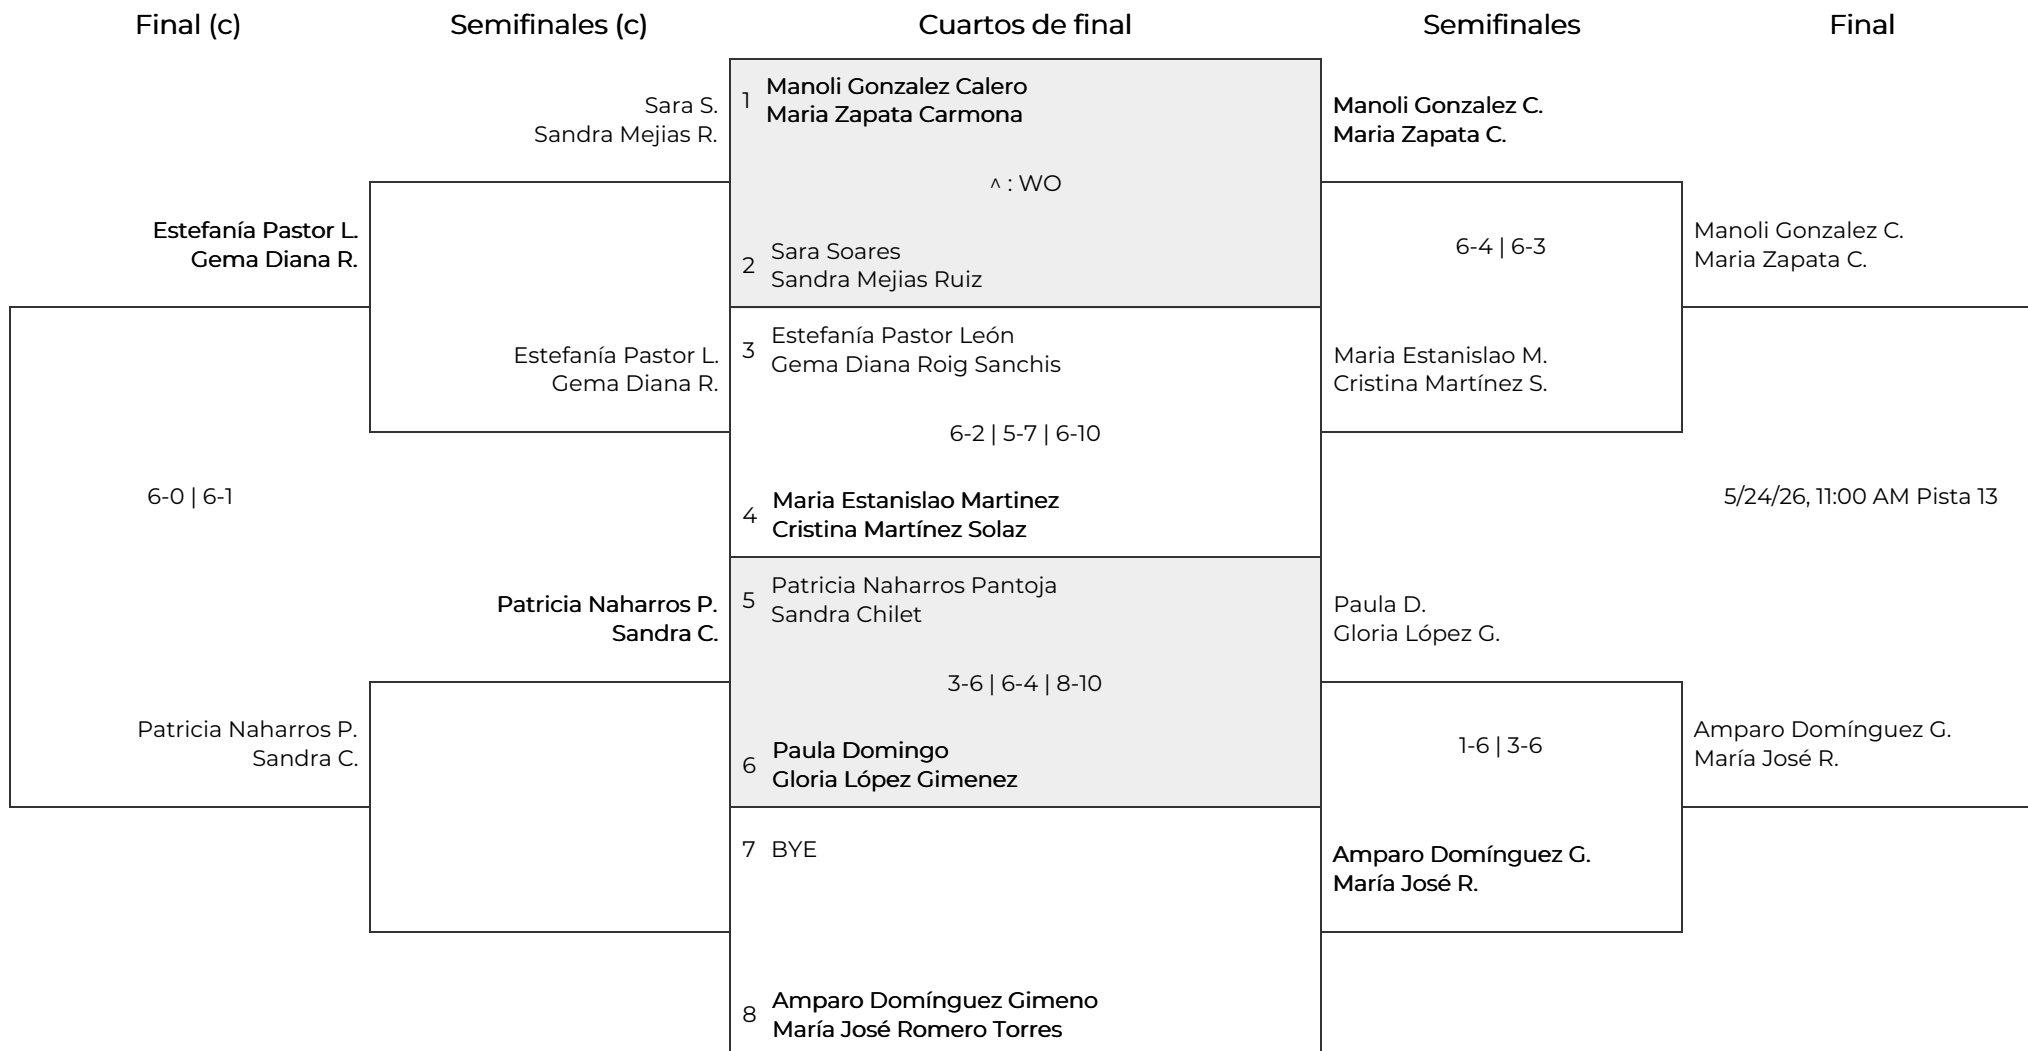 Final (c)
Semifinales (c)
Cuartos de final
Semifinales
Final
Estefanía Pastor L.
Gema Diana R.
6-0 | 6-1
Patricia Naharros P.
Sandra C.
Sara S.
Sandra Mejias R.
Estefanía Pastor L.
Gema Diana R.
Patricia Naharros P.
Sandra C.
1
Manoli Gonzalez Calero
Maria Zapata Carmona
^ : WO
2
Sara Soares
Sandra Mejias Ruiz
3
Estefanía Pastor León
Gema Diana Roig Sanchis
6-2 | 5-7 | 6-10
4
Maria Estanislao Martinez
Cristina Martínez Solaz
5
Patricia Naharros Pantoja
Sandra Chilet
3-6 | 6-4 | 8-10
6
Paula Domingo
Gloria López Gimenez
7 BYE
8
Amparo Domínguez Gimeno
María José Romero Torres
Manoli Gonzalez C.
Maria Zapata C.
6-4 | 6-3
Maria Estanislao M.
Cristina Martínez S.
Paula D.
Gloria López G.
1-6 | 3-6
Amparo Domínguez G.
María José R.
Manoli Gonzalez C.
Maria Zapata C.
5/24/26, 11:00 AM Pista 13
Amparo Domínguez G.
María José R.